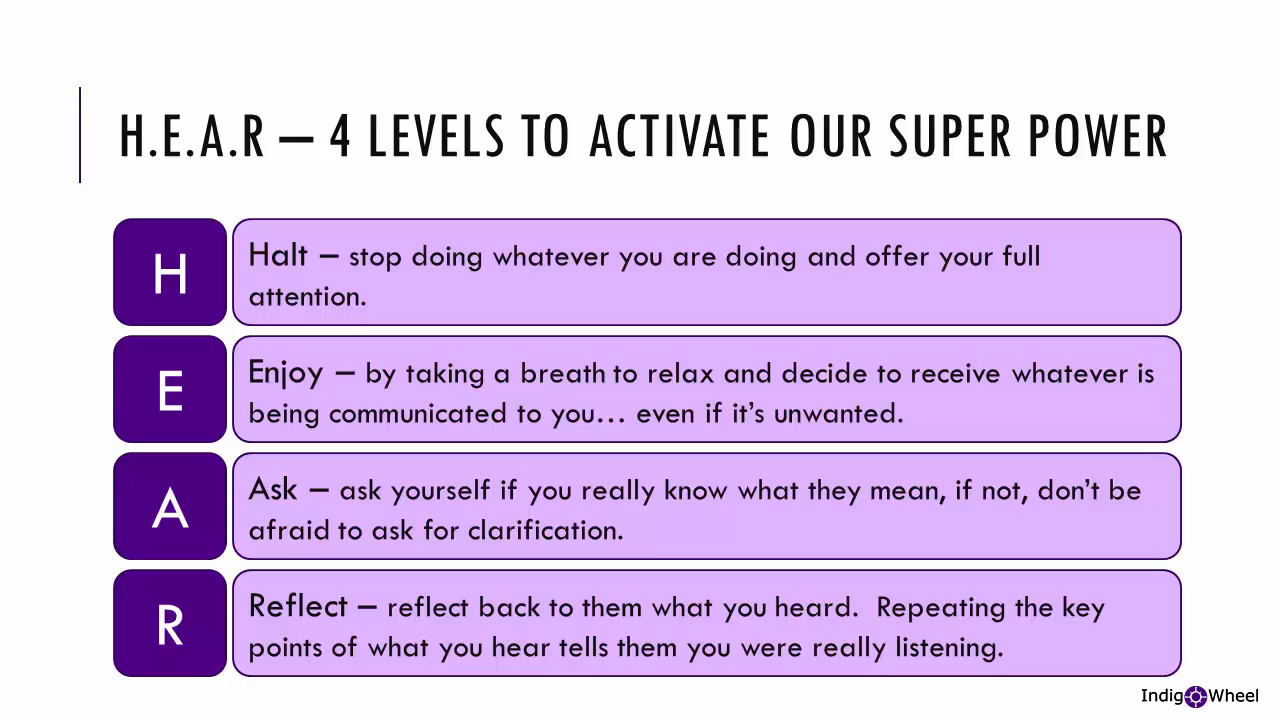 H.E.A.R – 4 LEVELS TO ACTIVATE OUR SUPER POWER
H
Halt – stop doing whatever you are doing and offer your full
attention.
E
Enjoy – by taking a breath to relax and decide to receive whatever is
being communicated to you… even if it’s unwanted.
A
Ask – ask yourself if you really know what they mean, if not, don’t be
afraid to ask for clarification.
R
Reflect – reflect back to them what you heard.  Repeating the key
points of what you hear tells them you were really listening.
Indigo Wheel